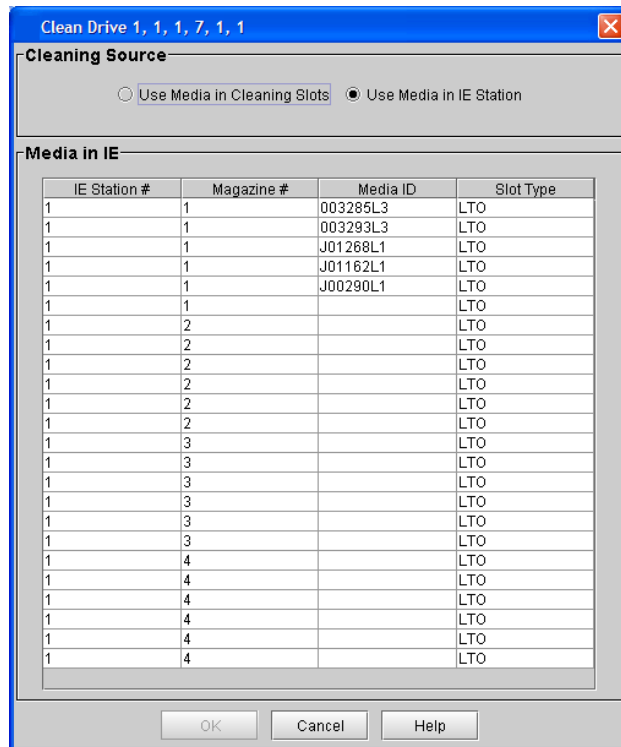 Clean Drive 1, 1, 1, 7, 1, 1
Cleaning Source
Use Media in Cleaning Slots Use Media in IE Station
Media in IE
IE Station # Magazine # Media ID Slot Type
1 1 003285L3 LTO
1 1 003293L3 LTO
1 1 J01268L1 LTO
1 1 J01162L1 LTO
1 1 J00290L1 LTO
1 1 LTO
1 2 LTO
1 2 LTO
1 2 LTO
1 2 LTO
1 2 LTO
1 2 LTO
1 3 LTO
1 3 LTO
1 3 LTO
1 3 LTO
1 3 LTO
1 3 LTO
1 4 LTO
1 4 LTO
1 4 LTO
1 4 LTO
1 4 LTO
1 4 LTO
OK Cancel Help